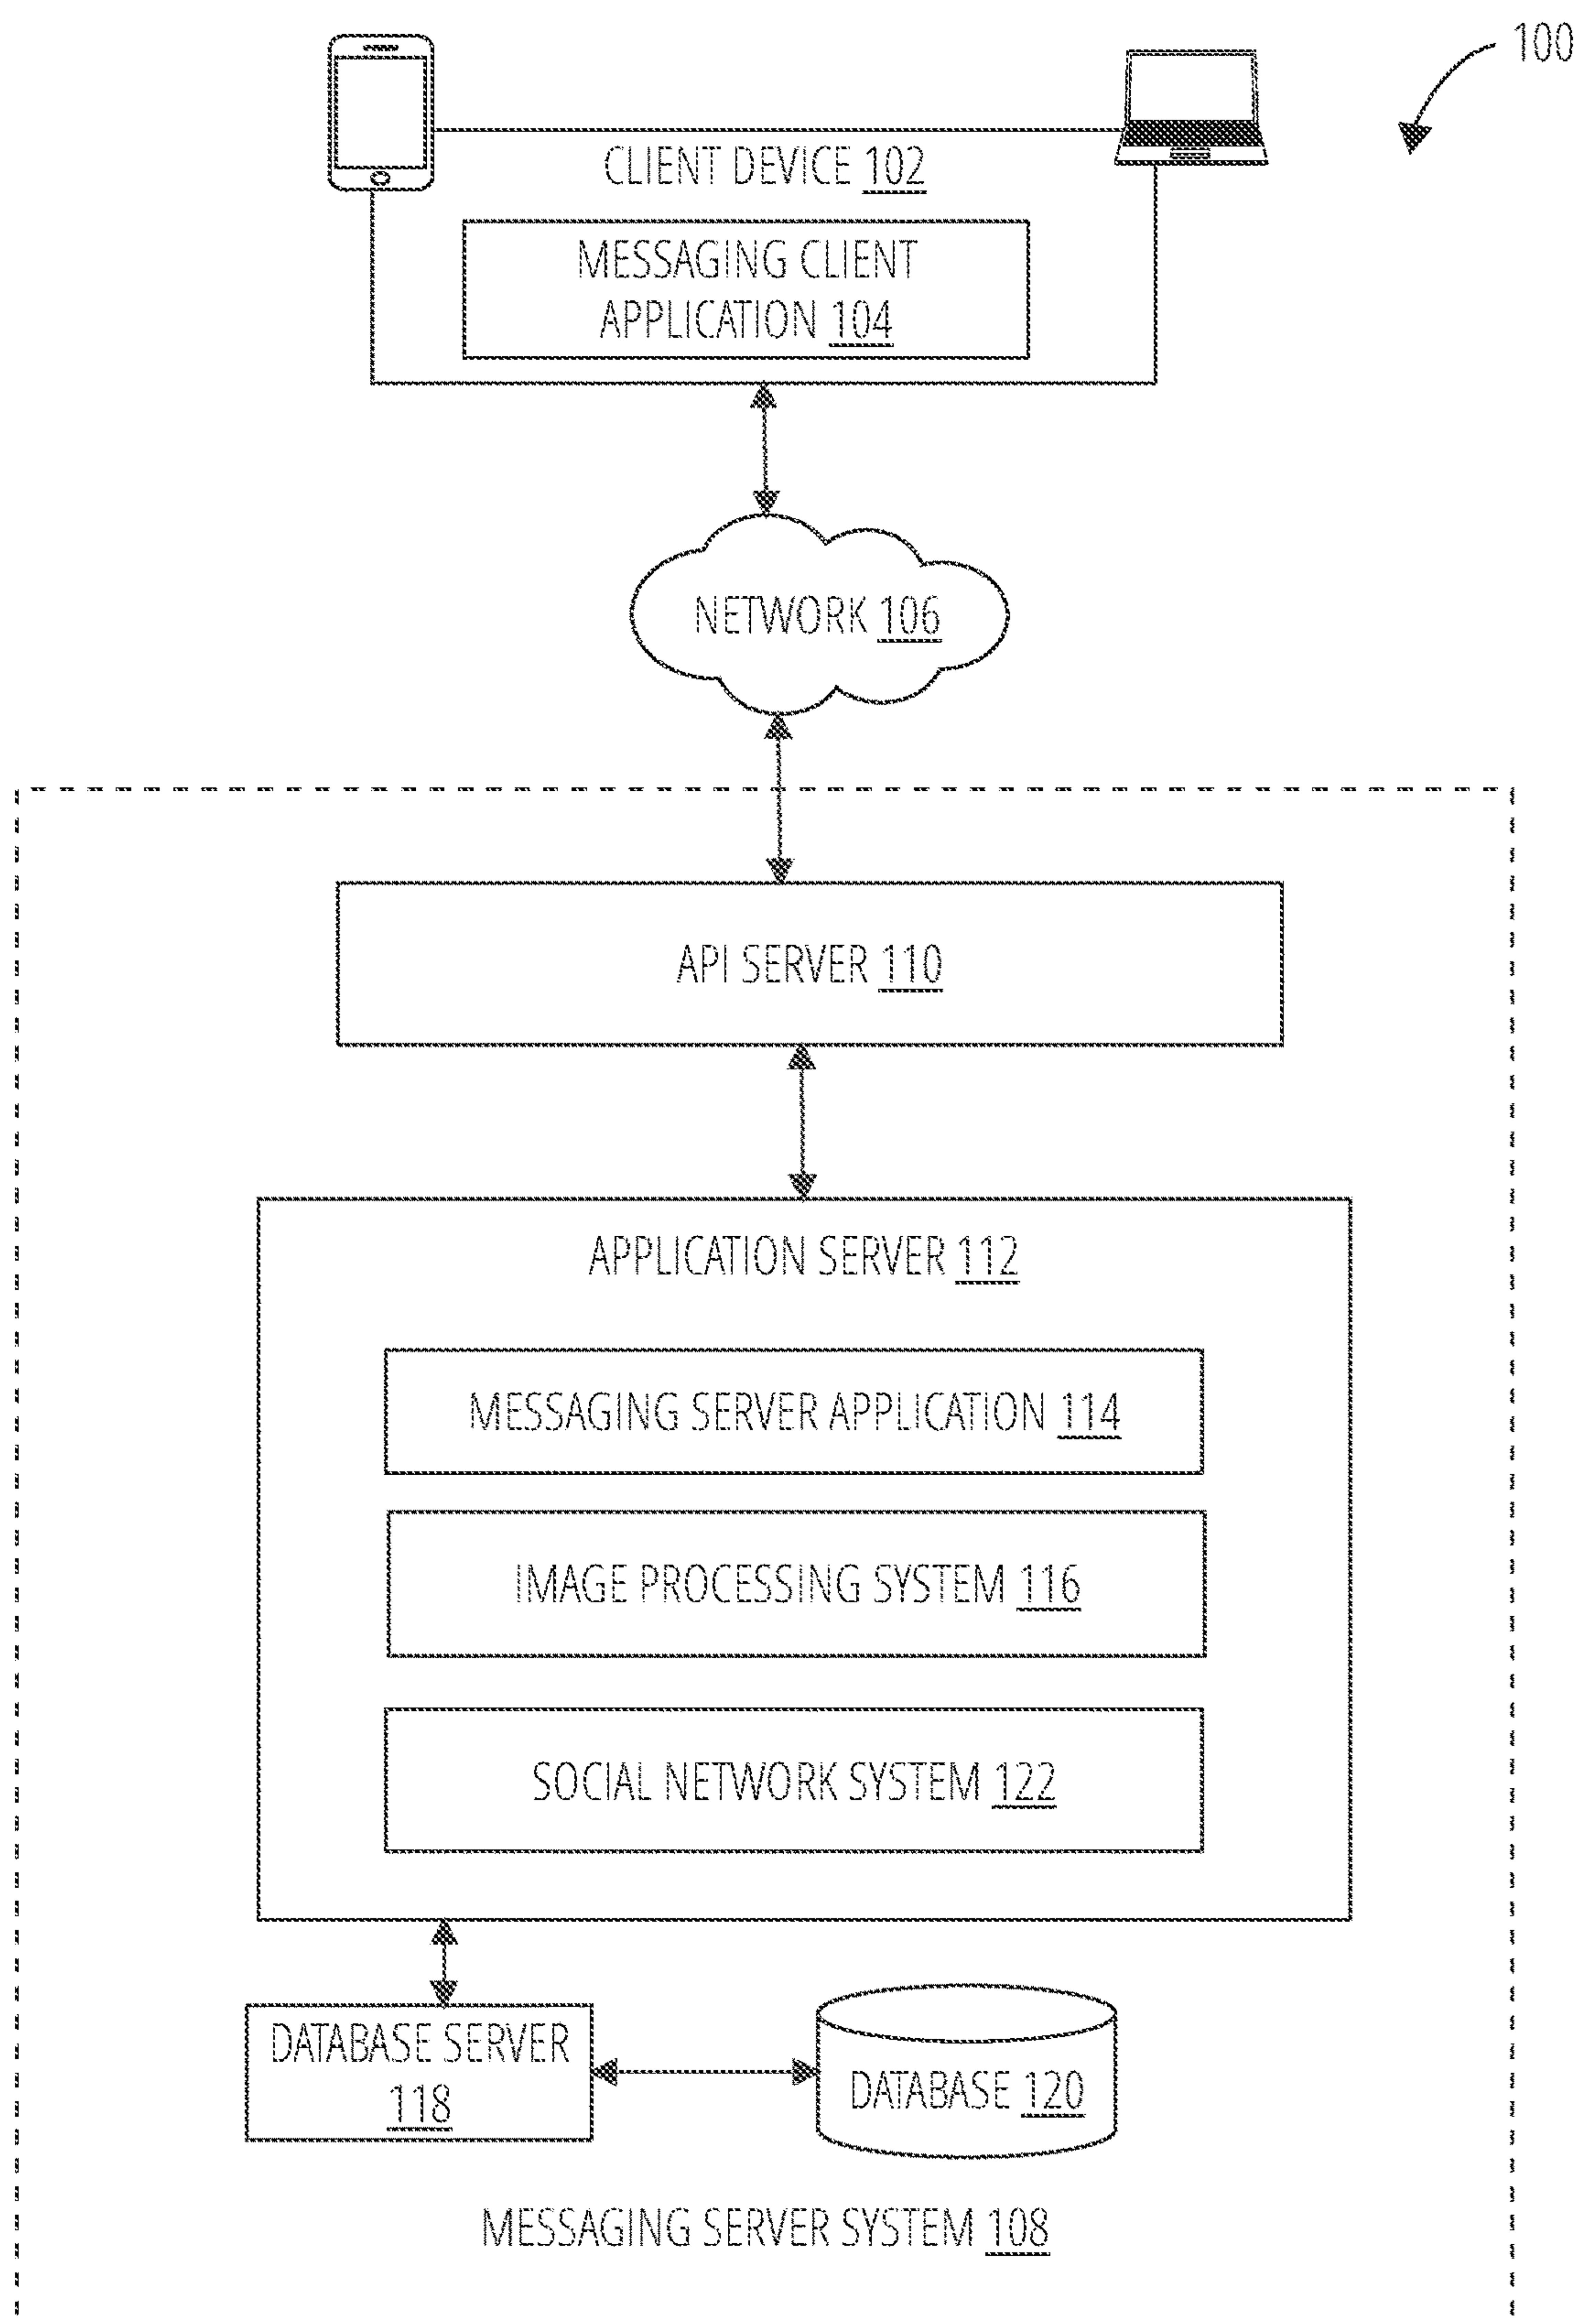 100
CLIENT DEVICE 102
MESSAGING CLIENT
APPLICATION 104
NETWORK 106
API SERVER 110
APPLICATION SERVER 112
MESSAGING SERVER APPLICATION 114
IMAGE PROCESSING SYSTEM 116
SOCIAL NETWORK SYSTEM 122
DATABASE SERVER
118
DATABASE 120
MESSAGING SERVER SYSTEM 108